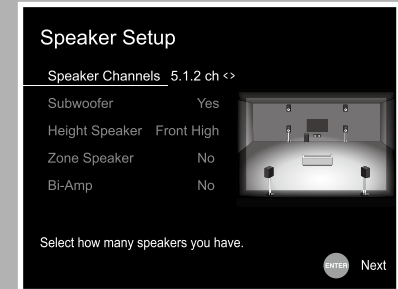 Speaker Setup
Speaker Channels 5.1.2 ch <>
Subwoofer Yes
Height Speaker Front High
Zone Speaker No
Bi-Amp No
Select how many speakers you have.
ENTER Next